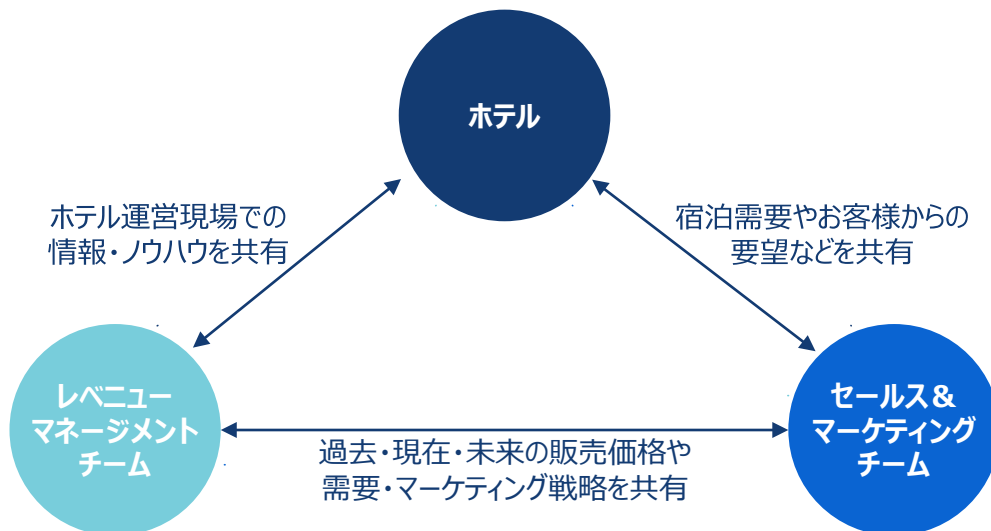 ホテル
ホテル運営現場での
情報・ノウハウを共有
宿泊需要やお客様からの
要望などを共有
レベニュー
マネージメント
チーム
セールス＆
マーケティング
チーム
過去・現在・未来の販売価格や
需要・マーケティング戦略を共有